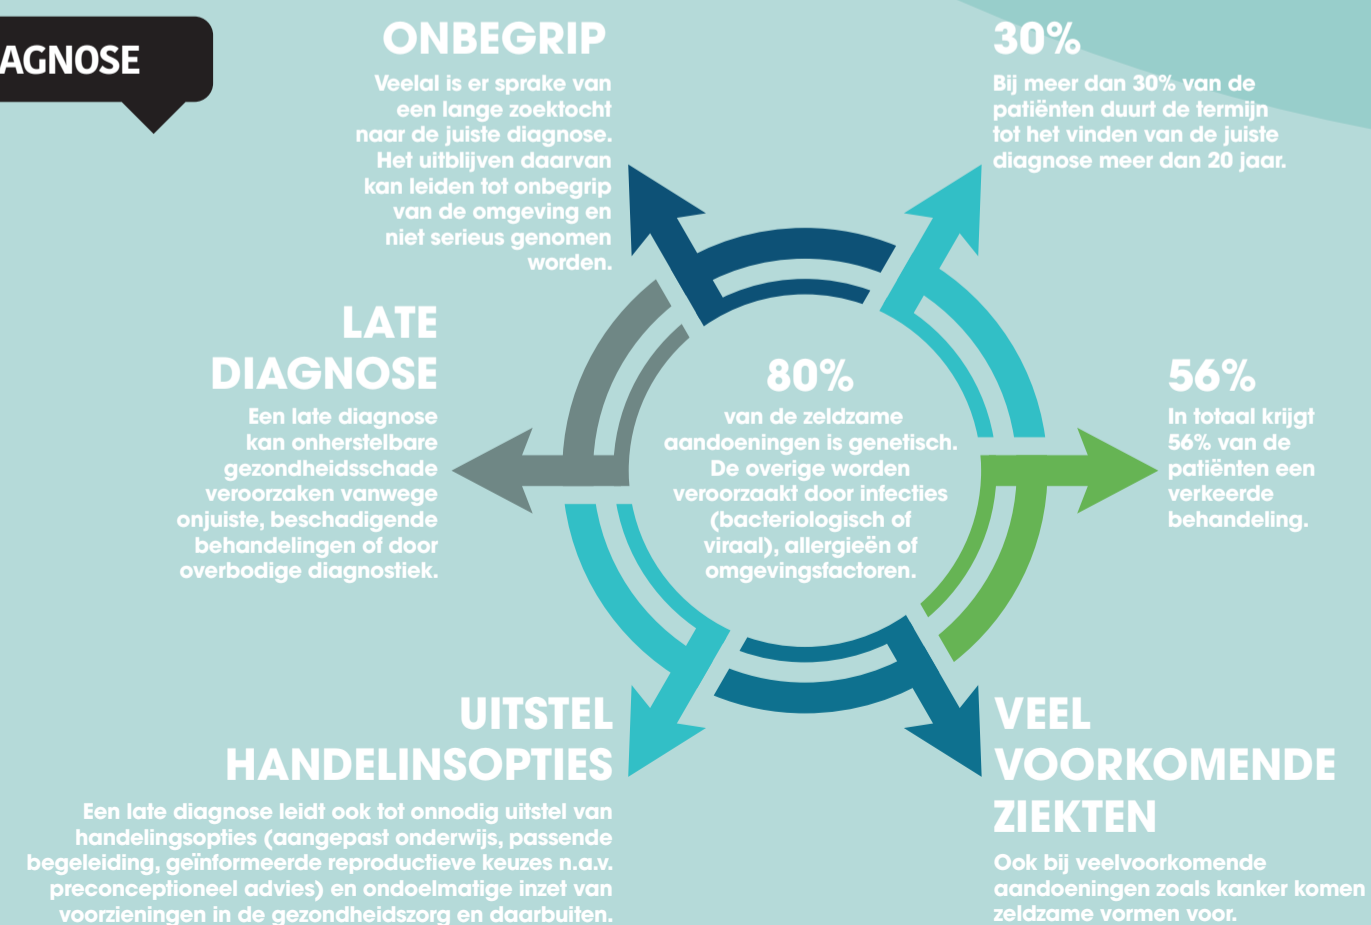 AGNOSE
ONBEGRIP
Veelal is er sprake van
een lange zoektocht
naar de juiste diagnose.
Het uitblijven daarvan
kan leiden tot onbegrip
van de omgeving en
niet serieus genomen
worden.
30%
Bij meer dan 30% van de
patiënten duurt de termijn
tot het vinden van de juiste
diagnose meer dan 20 jaar.
LATE
DIAGNOSE
Een late diagnose
kan onherstelbare
gezondheidsschade
veroorzaken vanwege
onjuiste, beschadigende
behandelingen of door
overbodige diagnostiek.
80%
van de zeldzame
aandoeningen is genetisch.
De overige worden
veroorzaakt door infecties
(bacteriologisch of
viraal), allergieën of
omgevingsfactoren.
56%
In totaal krijgt
56% van de
patiënten een
verkeerde
behandeling.
UITSTEL
HANDELINSOPTIES
Een late diagnose leidt ook tot onnodig uitstel van
handelingsopties (aangepast onderwijs, passende
begeleiding, geïnformeerde reproductieve keuzes n.a.v.
preconceptioneel advies) en ondoelmatige inzet van
voorzieningen in de gezondheidszorg en daarbuiten.
VEEL
VOORKOMENDE
ZIEKTEN
Ook bij veelvoorkomende
aandoeningen zoals kanker komen
zeldzame vormen voor.